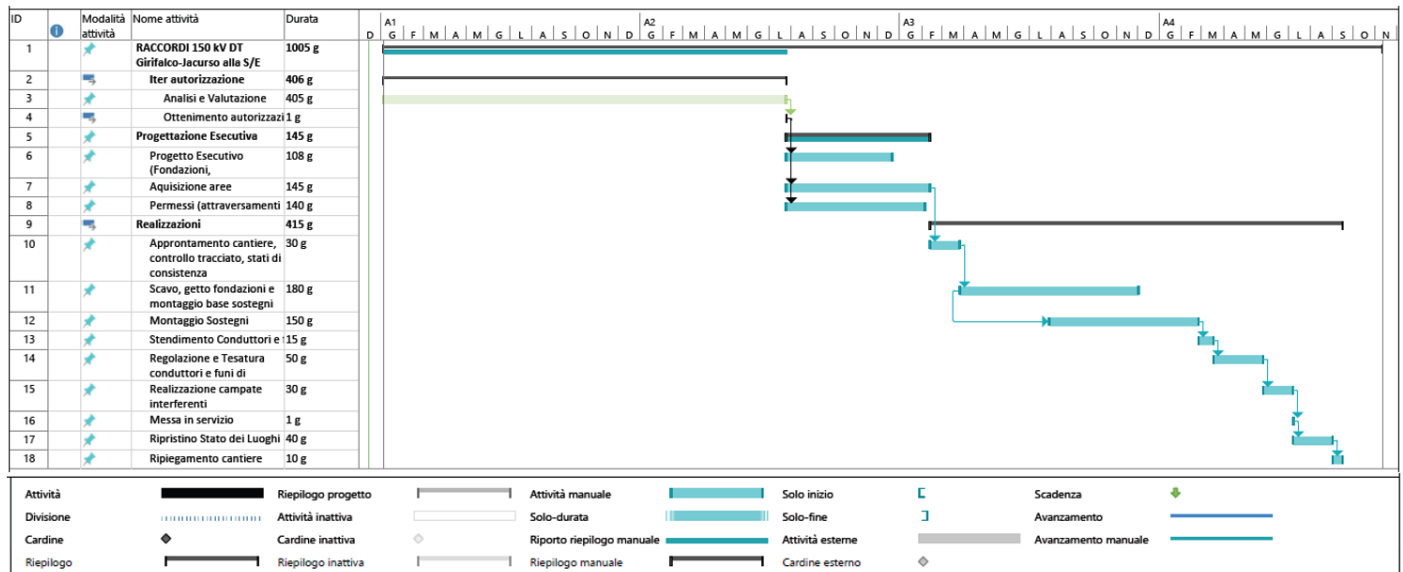 ID Modalità attività Nome attività Durata A1 A2 A3 A4
D G F M A M G L A S O N D G F M A M G L A S O N D G F M A M G L A S O N D G F M A M G L A S O N
1 RACCORDI 150 kV DT 1005 g
Girifalco-Jacurso alla S/E
2 Iter autorizzazione 406 g
3 Analisi e Valutazione 405 g
4 Ottenimento autorizzazi 1 g
5 Progettazione Esecutiva 145 g
6 Progetto Esecutivo 108 g
(Fondazioni,
7 Aquisizione aree 145 g
8 Permessi (attraversamenti 140 g
9 Realizzazioni 415 g
10 Approntamento cantiere, 30 g
controllo tracciato, stati di
consistenza
11 Scavo, getto fondazioni e 180 g
montaggio base sostegni
12 Montaggio Sostegni 150 g
13 Stendimento Conduttori e 15 g
14 Regolazione e Tesatura 50 g
conduttori e funi di
15 Realizzazione campate 30 g
interferenti
16 Messa in servizio 1 g
17 Ripristino Stato dei Luoghi 40 g
18 Ripiegamento cantiere 10 g
Attività Riepilogo progetto Attività manuale Solo inizio Scadenza
Divisione Attività inattiva Solo-durata Solo-fine Avanzamento
Cardine Cardine inattiva Riporto riepilogo manuale Attività esterne Avanzamento manuale
Riepilogo Riepilogo inattiva Riepilogo manuale Cardine esterno